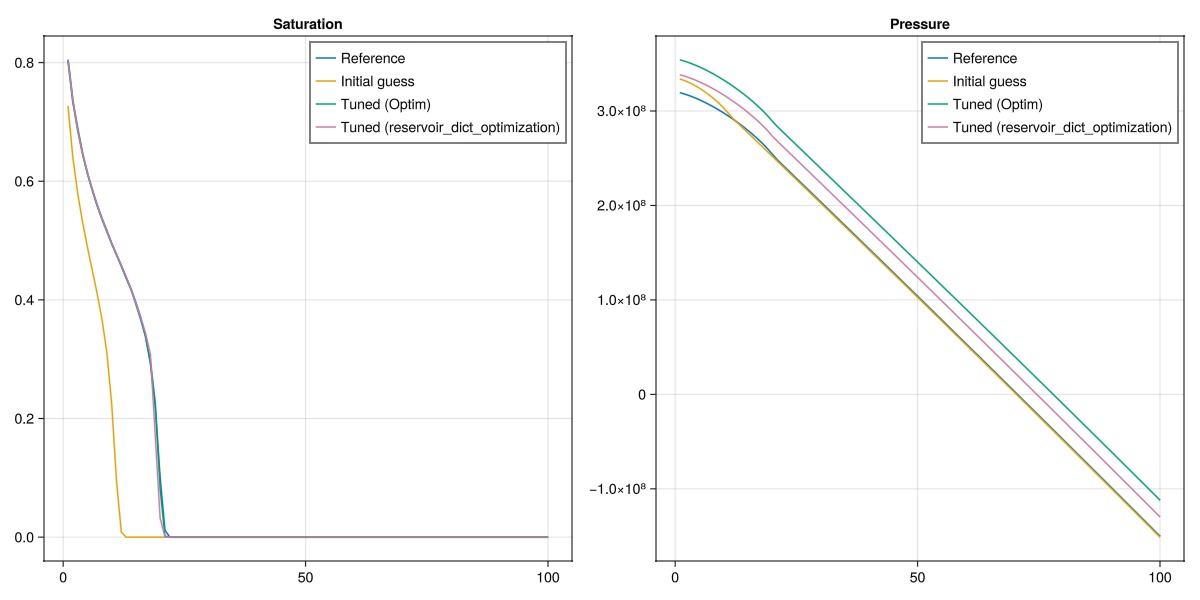 Saturation
Reference
Initial guess
Tuned (Optim)
Tuned (reservoir_dict_optimization)
0.8
0.6
0.4
0.2
0.0
0
50
100
Pressure
Reference
Initial guess
Tuned (Optim)
Tuned (reservoir_dict_optimization)
3.0×10⁸
2.0×10⁸
1.0×10⁸
0
−1.0×10⁸
0
50
100